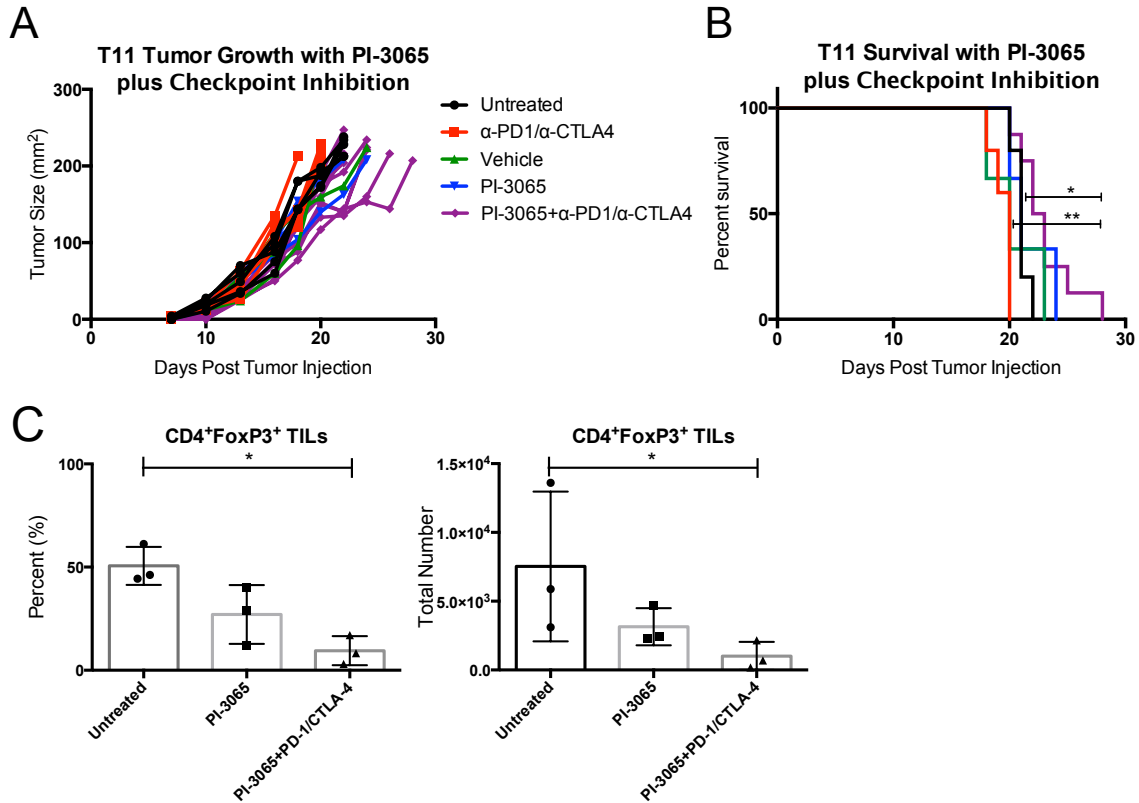 A
T11 Tumor Growth with PI-3065
plus Checkpoint Inhibition
Tumor Size (mm²)
300
200
100
0
0
10
20
30
Days Post Tumor Injection
Untreated
α-PD1/α-CTLA4
Vehicle
PI-3065
PI-3065+α-PD1/α-CTLA4
B
T11 Survival with PI-3065
plus Checkpoint Inhibition
Percent survival
100
50
0
0
10
20
30
Days Post Tumor Injection
*
**
C
CD4⁺FoxP3⁺ TILs
Percent (%)
100
50
0
*
Untreated
PI-3065
PI-3065+PD-1/CTLA-4
CD4⁺FoxP3⁺ TILs
Total Number
1.5×10⁴
1.0×10⁴
5.0×10³
0.0
*
Untreated
PI-3065
PI-3065+PD-1/CTLA-4